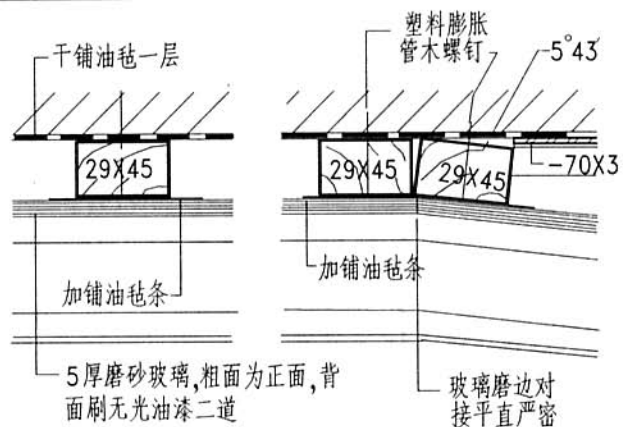 干铺油毡一层
塑料膨胀
管木螺钉
-5°43′
29X45
29X45
29X45
-70X3
加铺油毡条
加铺油毡条
5厚磨砂玻璃,粗面为正面,背
面刷无光油漆二道
玻璃磨边对
接平直严密